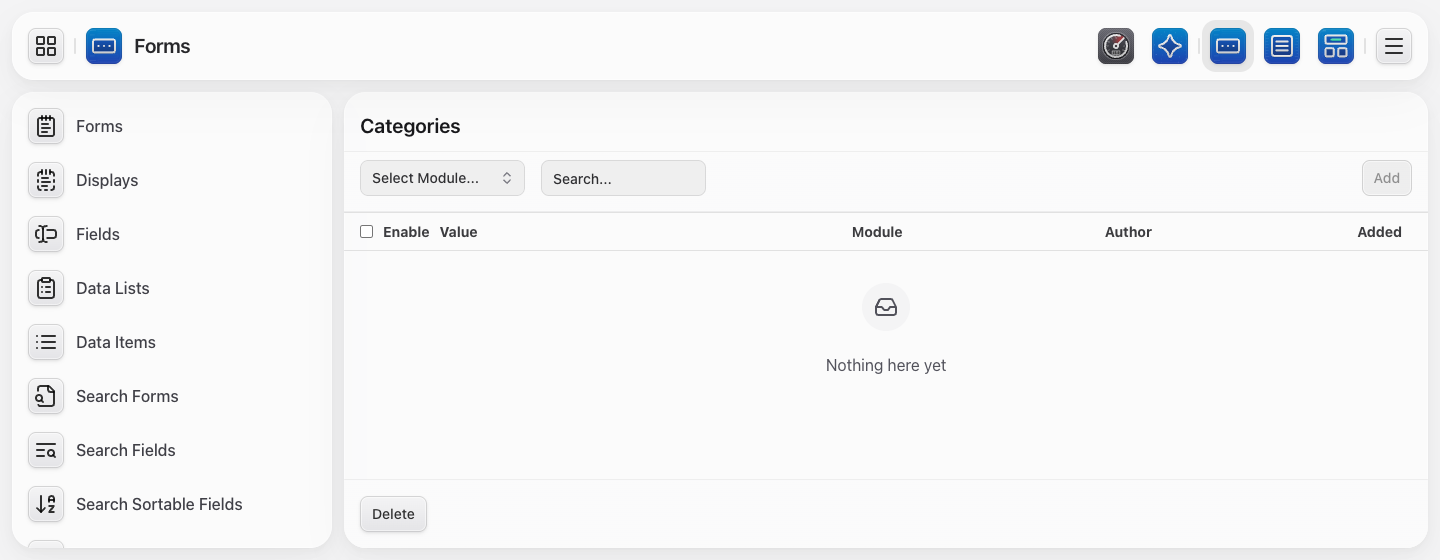 Forms
Forms
Displays
Fields
Data Lists
Data Items
Search Forms
Search Fields
Search Sortable Fields
Categories
Select Module...
Search...
Add
Enable Value Module Author Added
Nothing here yet
Delete